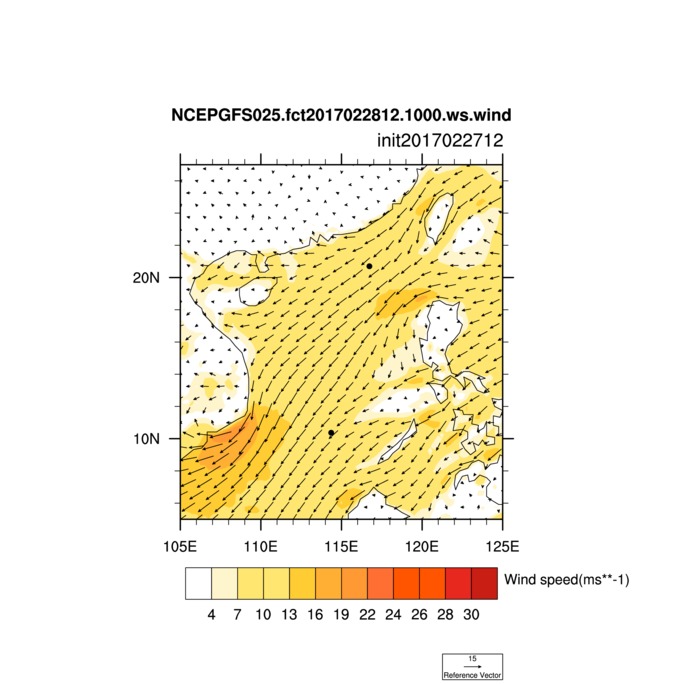 NCEPGFS025.fct2017022812.1000.ws.wind
init2017022712
20N
10N
105E 110E 115E 120E 125E
Wind speed(ms**-1)
4 7 10 13 16 19 22 24 26 28 30
15
Reference Vector